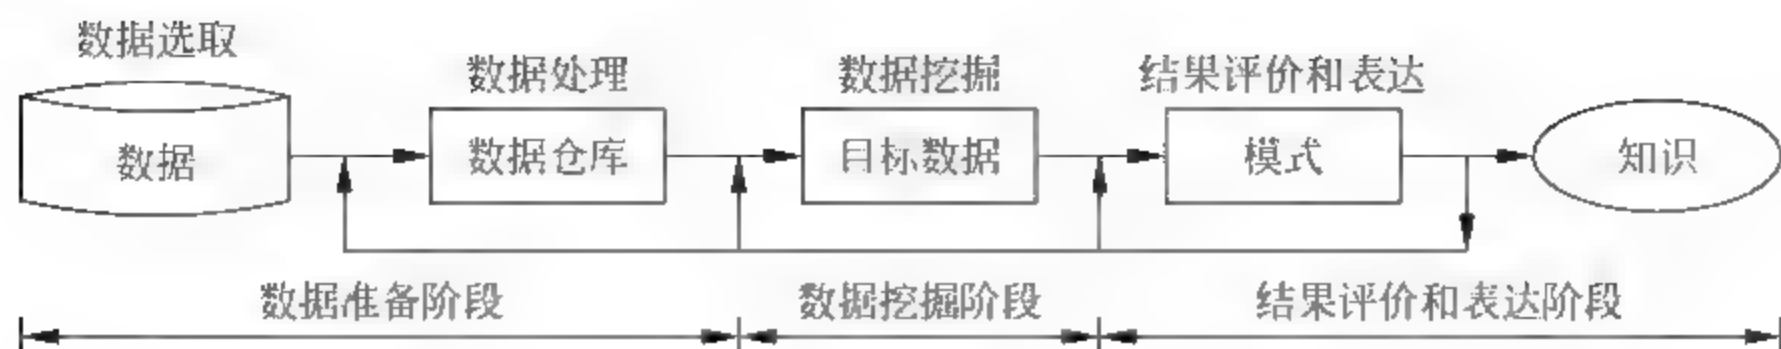 数据选取
数据处理
数据挖掘
结果评价和表达
数据
数据仓库
目标数据
模式
知识
数据准备阶段
数据挖掘阶段
结果评价和表达阶段